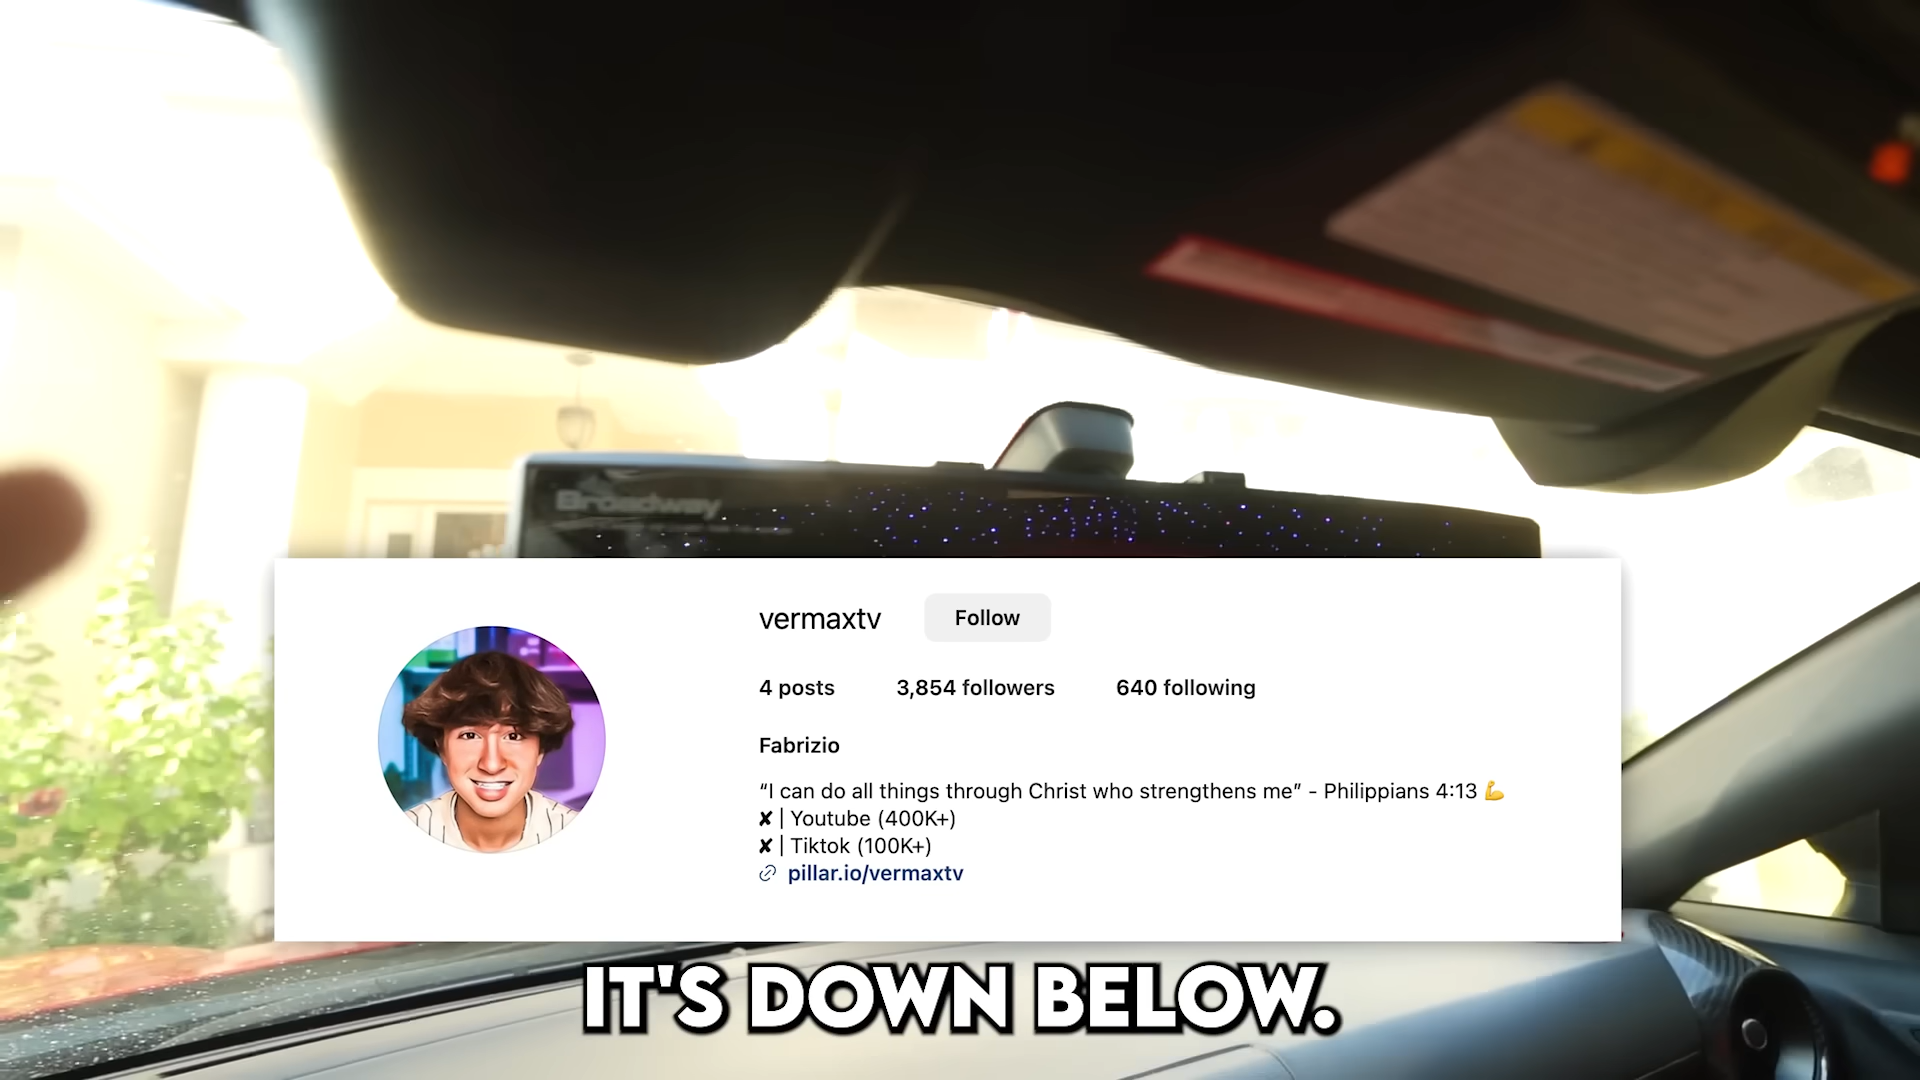 Broadway
vermaxtv
Follow
4 posts
3,854 followers
640 following
Fabrizio
“I can do all things through Christ who strengthens me” - Philippians 4:13 💪
✘ | Youtube (400K+)
✘ | Tiktok (100K+)
pillar.io/vermaxtv
IT'S DOWN BELOW.